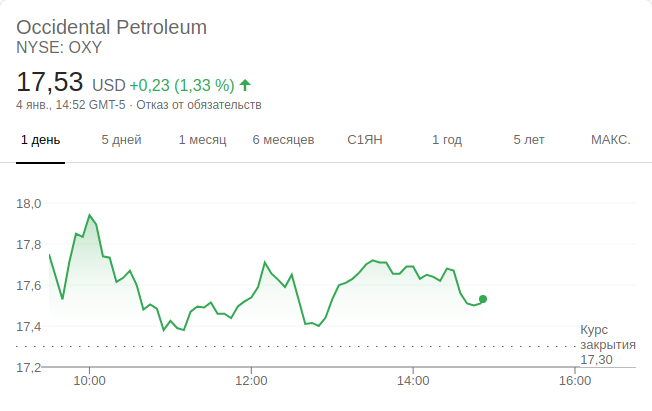 Occidental Petroleum
NYSE: OXY
17,53 USD +0,23 (1,33 %)
4 янв., 14:52 GMT-5 · Отказ от обязательств
1 день 5 дней 1 месяц 6 месяцев С1ЯН 1 год 5 лет МАКС.
18,0
17,8
17,6
17,4
Курс
закрытия
17,30
17,2
10:00 12:00 14:00 16:00